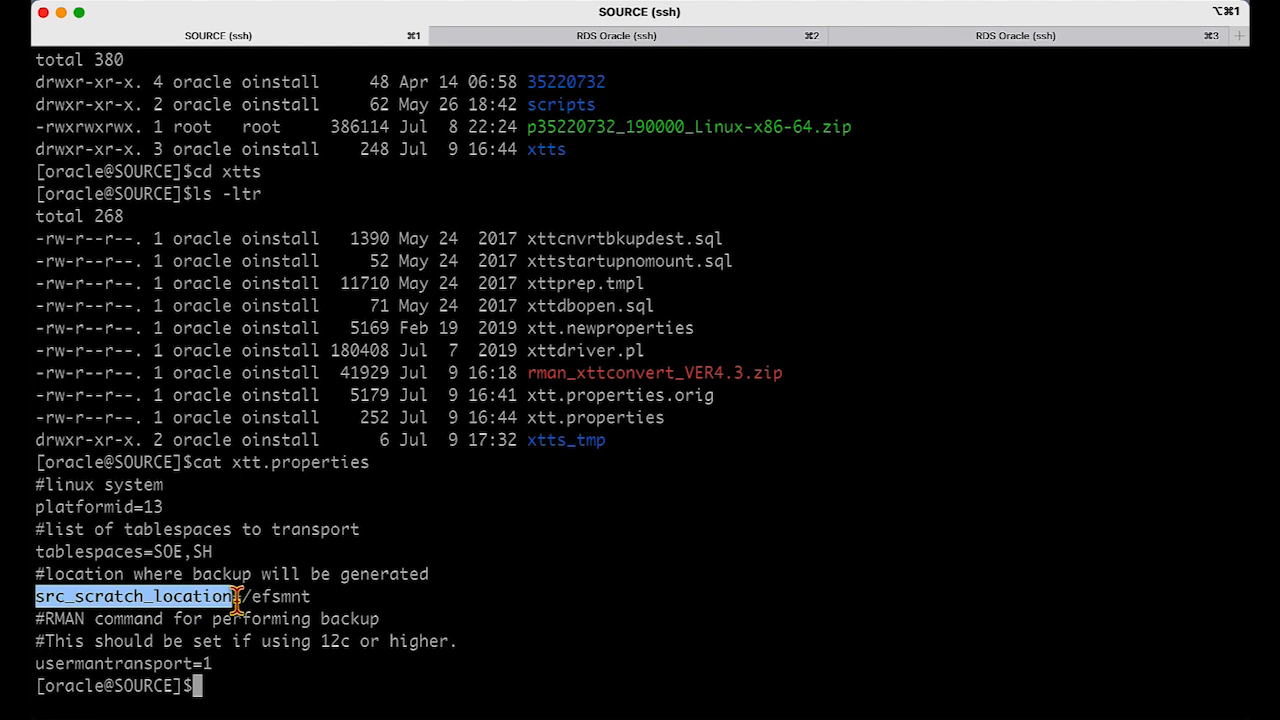 SOURCE (ssh)
⌥⌘1
SOURCE (ssh) ⌘1 RDS Oracle (ssh) ⌘2 RDS Oracle (ssh) ⌘3 +
total 380
drwxr-xr-x. 4 oracle oinstall 48 Apr 14 06:58 35220732
drwxr-xr-x. 2 oracle oinstall 62 May 26 18:42 scripts
-rwxrwxrwx. 1 root root 386114 Jul 8 22:24 p35220732_190000_Linux-x86-64.zip
drwxr-xr-x. 3 oracle oinstall 248 Jul 9 16:44 xtts
[oracle@SOURCE]$cd xtts
[oracle@SOURCE]$ls -ltr
total 268
-rw-r--r--. 1 oracle oinstall 1390 May 24 2017 xttcnvrtbkupdest.sql
-rw-r--r--. 1 oracle oinstall 52 May 24 2017 xttstartupnomount.sql
-rw-r--r--. 1 oracle oinstall 11710 May 24 2017 xttprep.tmpl
-rw-r--r--. 1 oracle oinstall 71 May 24 2017 xttdbopen.sql
-rw-r--r--. 1 oracle oinstall 5169 Feb 19 2019 xtt.newproperties
-rw-r--r--. 1 oracle oinstall 180408 Jul 7 2019 xttdriver.pl
-rw-r--r--. 1 oracle oinstall 41929 Jul 9 16:18 rman_xttconvert_VER4.3.zip
-rw-r--r--. 1 oracle oinstall 5179 Jul 9 16:41 xtt.properties.orig
-rw-r--r--. 1 oracle oinstall 252 Jul 9 16:44 xtt.properties
drwxr-xr-x. 2 oracle oinstall 6 Jul 9 17:32 xtts_tmp
[oracle@SOURCE]$cat xtt.properties
#linux system
platformid=13
#list of tablespaces to transport
tablespaces=SOE,SH
#location where backup will be generated
src_scratch_location=/efsmnt
#RMAN command for performing backup
#This should be set if using 12c or higher.
usermantransport=1
[oracle@SOURCE]$